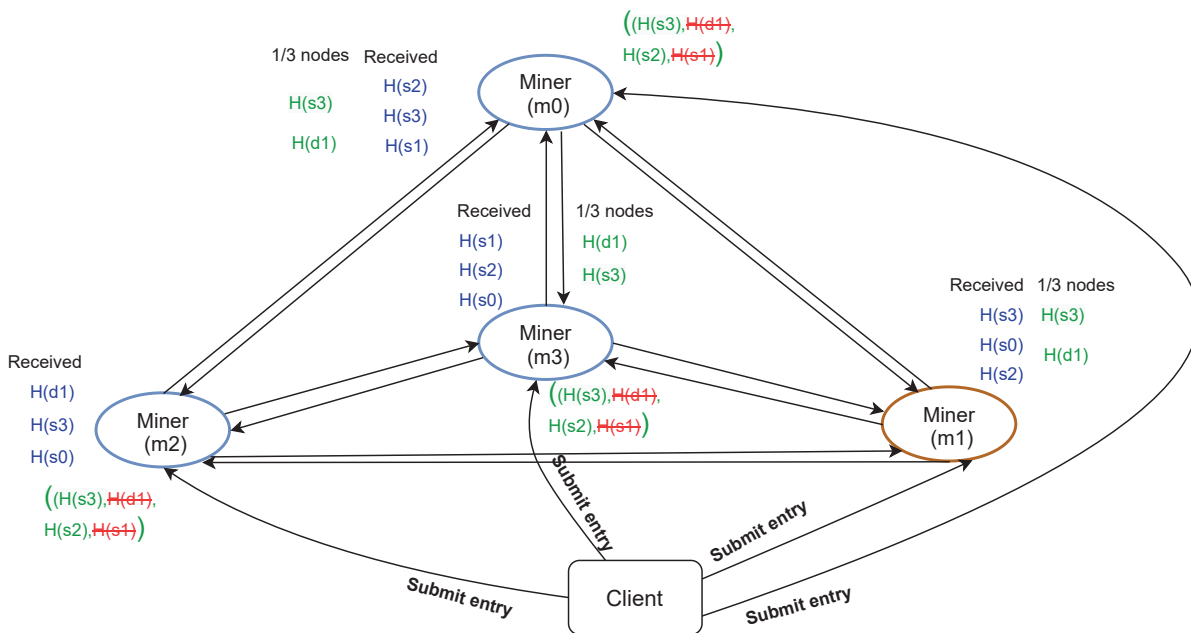 ((H(s3),H(d1),
H(s2),H(s1))
1/3 nodes
Received
H(s3)
H(d1)
H(s2)
H(s3)
H(s1)
Miner
(m0)
Received
1/3 nodes
H(s1)
H(s2)
H(s0)
H(d1)
H(s3)
Miner
(m3)
((H(s3),H(d1),
H(s2),H(s1))
Received
1/3 nodes
H(s3)
H(s0)
H(s2)
H(s3)
H(d1)
Miner
(m1)
Received
H(d1)
H(s3)
H(s0)
Miner
(m2)
((H(s3),H(d1),
H(s2),H(s1))
Submit entry
Submit entry
Submit entry
Submit entry
Client